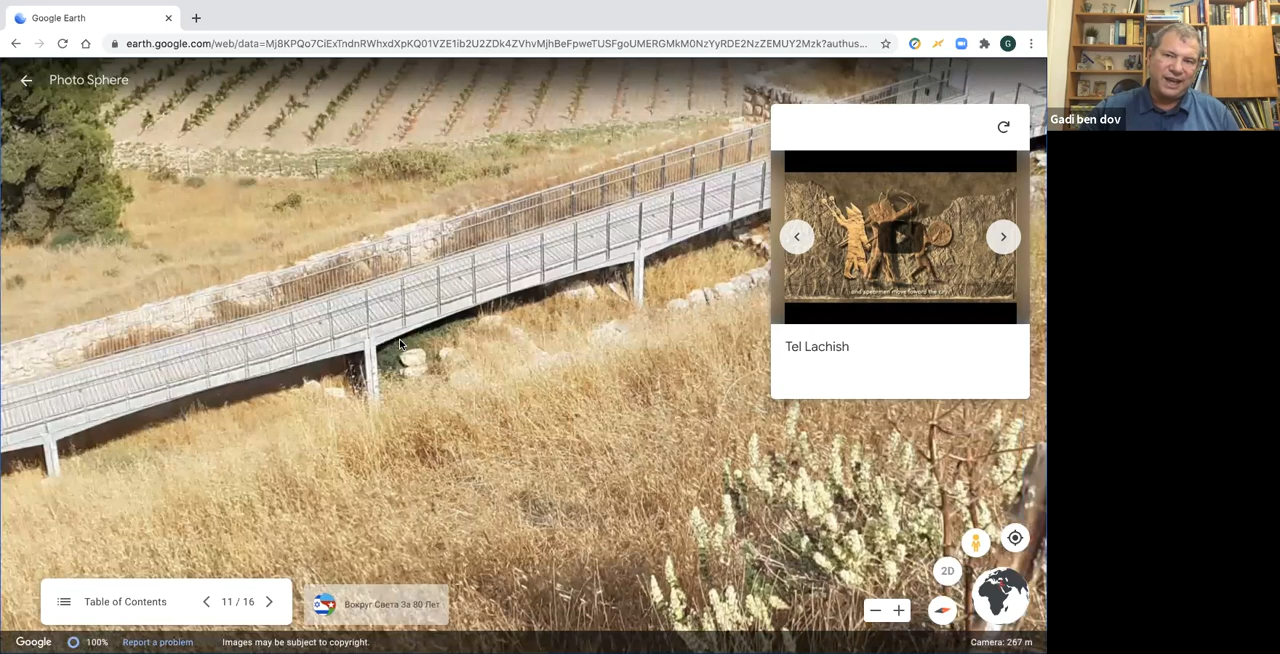 Google Earth
earth.google.com/web/data=Mj8KPQo7CiExTndnRWhxdXpKQ01VZE1ib2U2ZDk4ZVhvMjhBeFpweTUSFgoUMERGMkM0NzYyRDE2NzZEMUY2Mzk?authus...
G
Photo Sphere
Gadi ben dov
and spearmen move toward the city
Tel Lachish
2D
Table of Contents
11 / 16
Вокруг Света За 80 Лет
Google
100%
Report a problem
Images may be subject to copyright.
Camera: 267 m